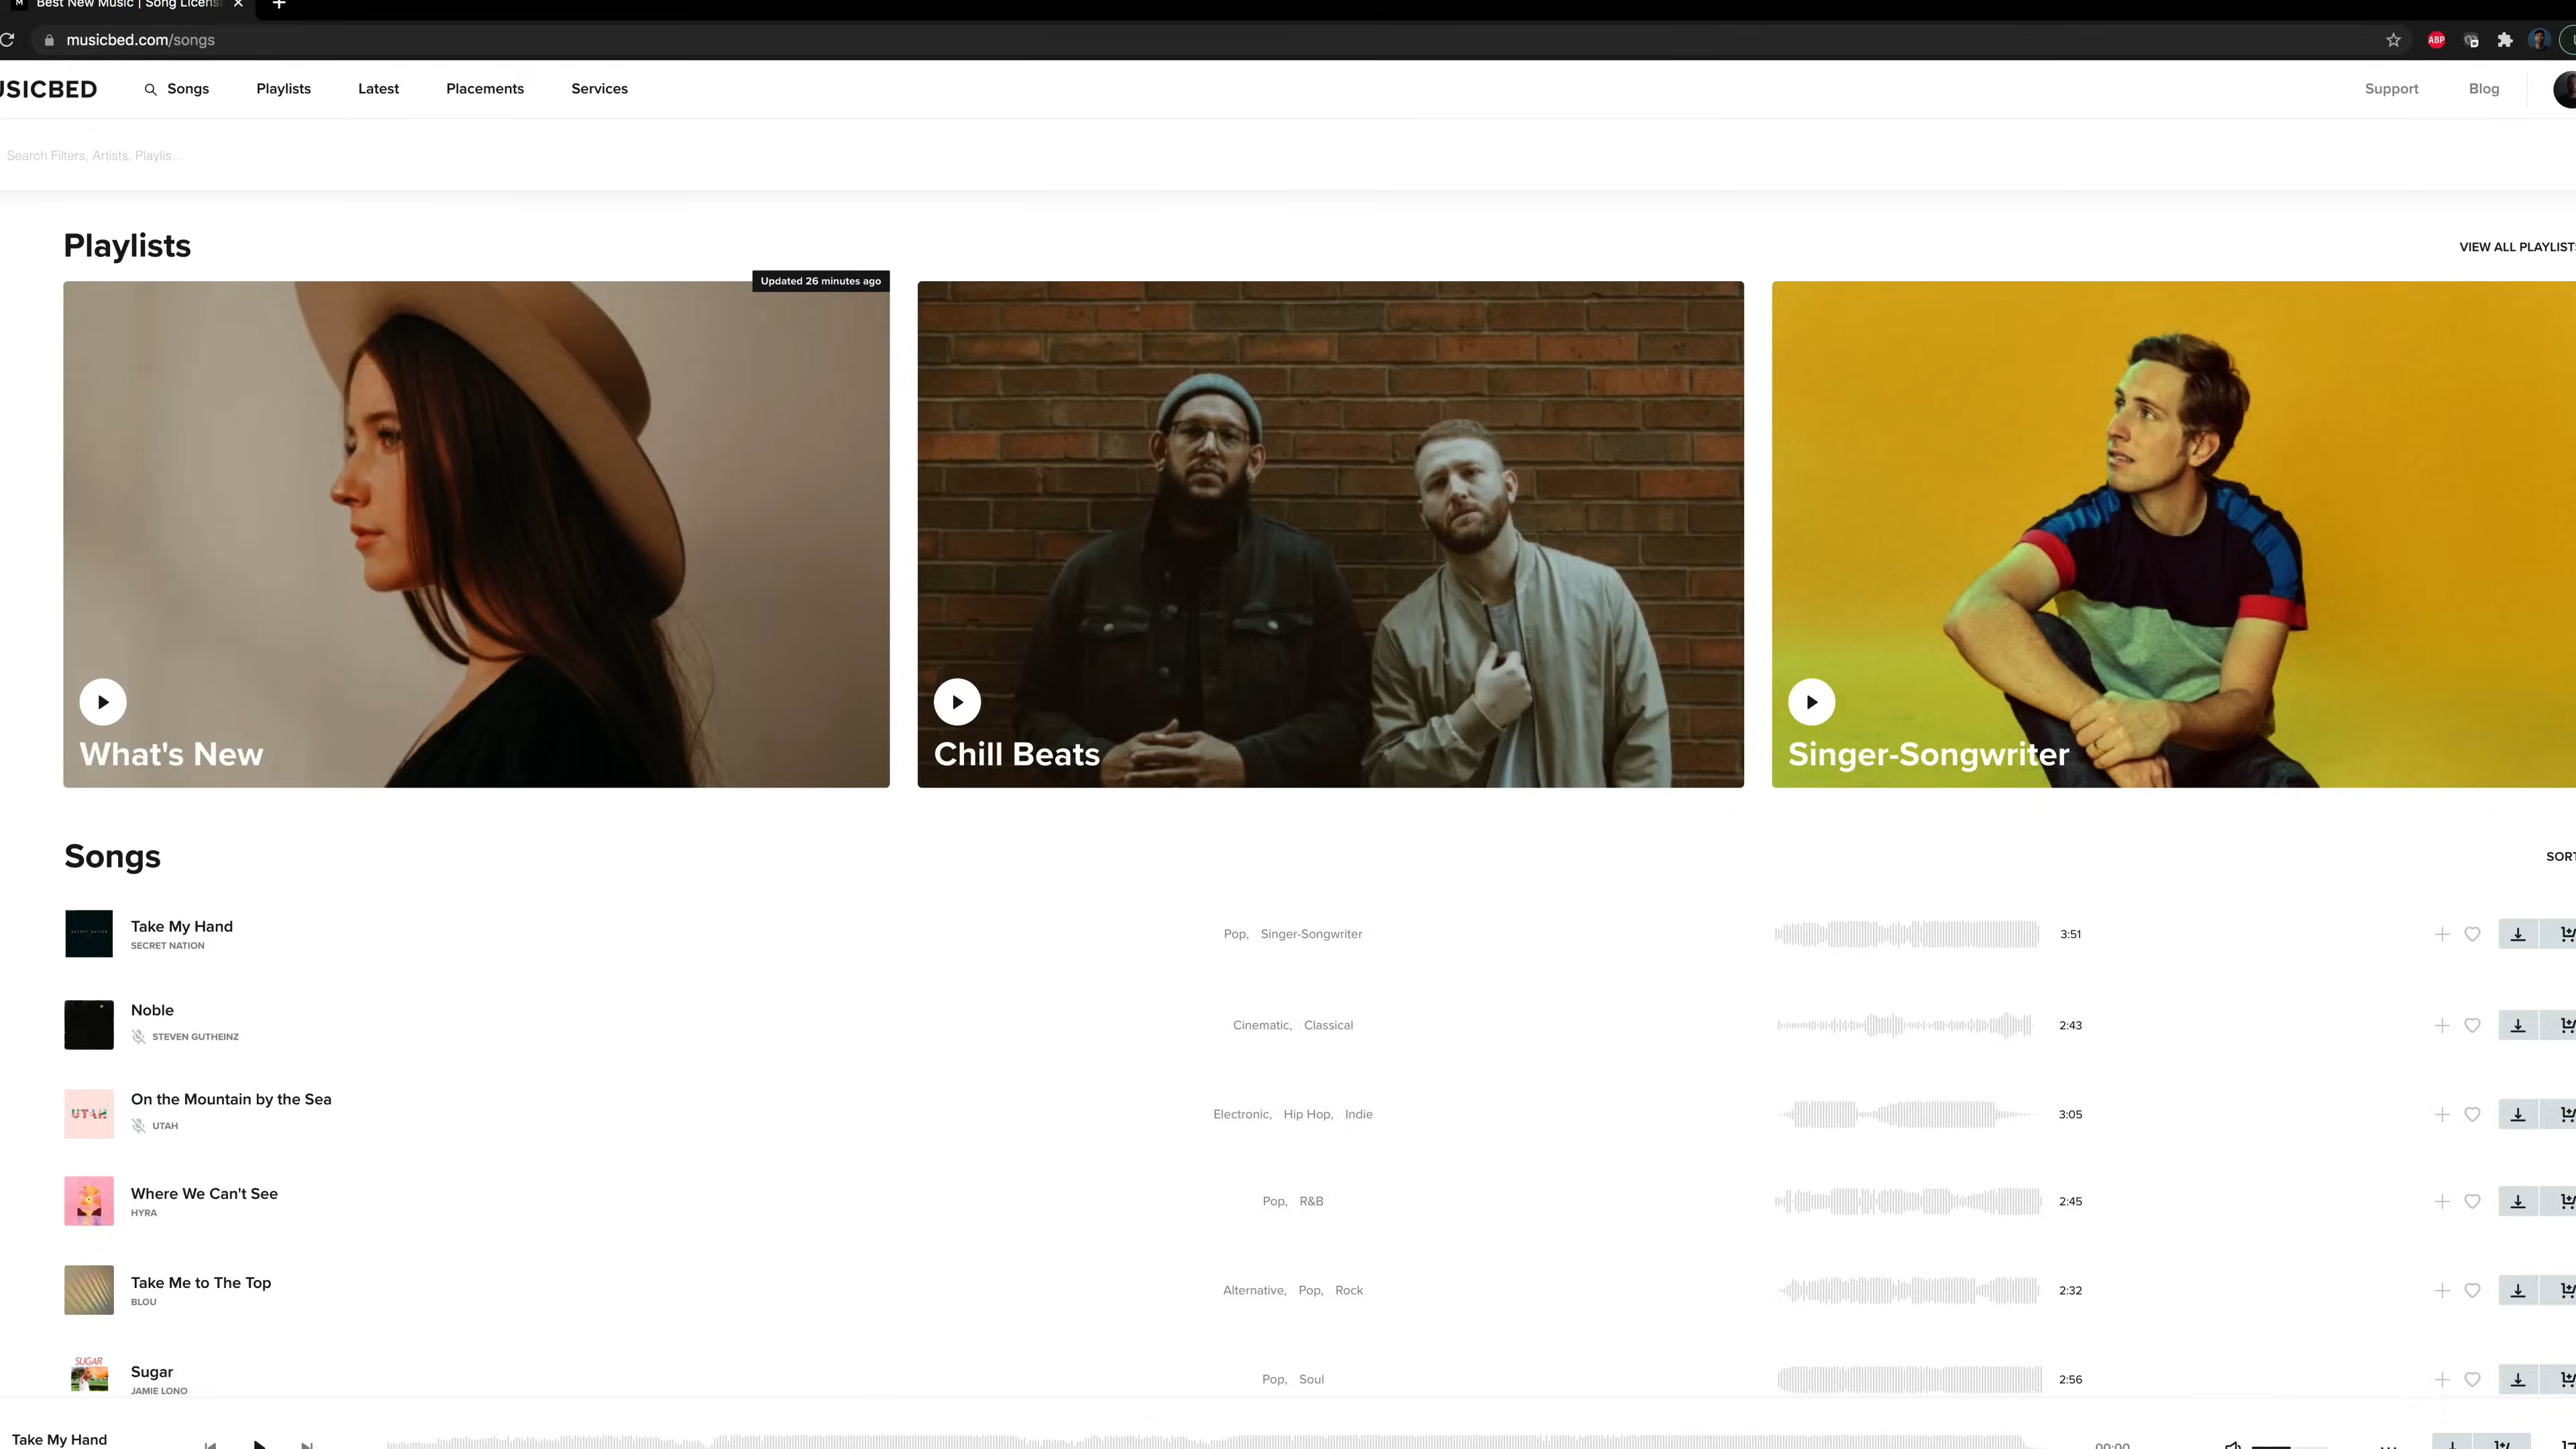 Best New Music | Song Licens
musicbed.com/songs
ABP
USICBED
Songs
Playlists
Latest
Placements
Services
Support
Blog
Search Filters, Artists, Playlis...
Playlists
VIEW ALL PLAYLIST
Updated 26 minutes ago
What's New
Chill Beats
Singer-Songwriter
Songs
SORT
Take My Hand
SECRET NATION
Pop, Singer-Songwriter
3:51
Noble
STEVEN GUTHEINZ
Cinematic, Classical
2:43
UTAH
On the Mountain by the Sea
UTAH
Electronic, Hip Hop, Indie
3:05
Where We Can't See
HYRA
Pop, R&B
2:45
Take Me to The Top
BLOU
Alternative, Pop, Rock
2:32
SUGAR
Sugar
JAMIE LONO
Pop, Soul
2:56
Take My Hand
00:00